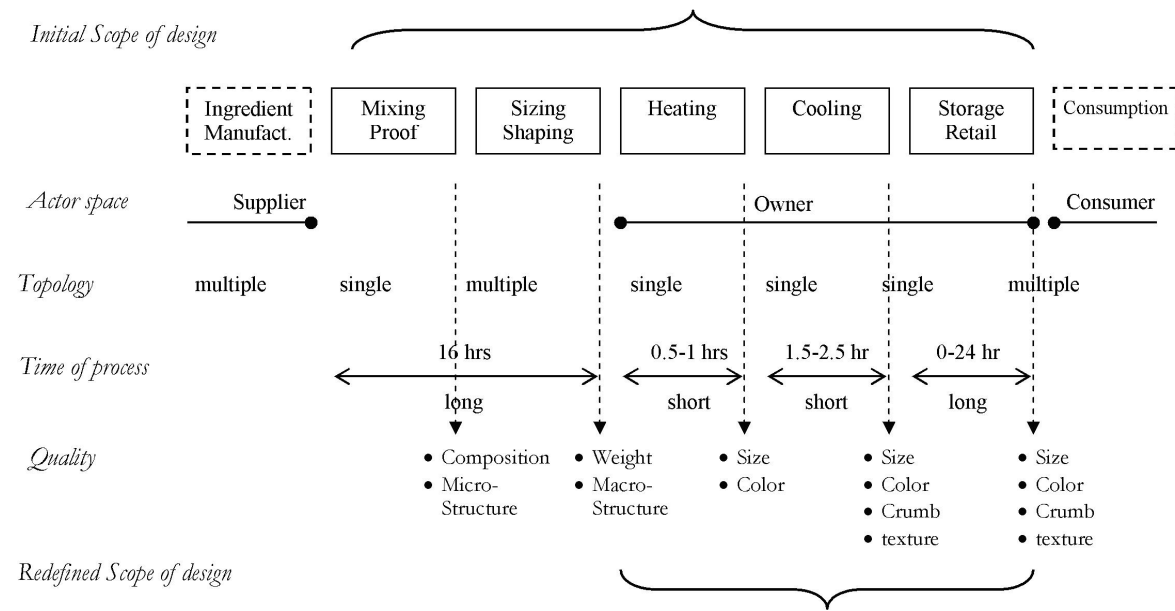 Initial Scope of design
Ingredient
Manufact.
Mixing
Proof
Sizing
Shaping
Heating
Cooling
Storage
Retail
Consumption
Actor space
Supplier
Owner
Consumer
Topology
multiple
single
multiple
single
single
single
multiple
Time of process
16 hrs
0.5-1 hrs
1.5-2.5 hr
0-24 hr
long
short
short
long
Quality
• Composition
• Micro-
Structure
• Weight
• Macro-
Structure
• Size
• Color
• Size
• Color
• Crumb
• texture
• Size
• Color
• Crumb
• texture
Redefined Scope of design